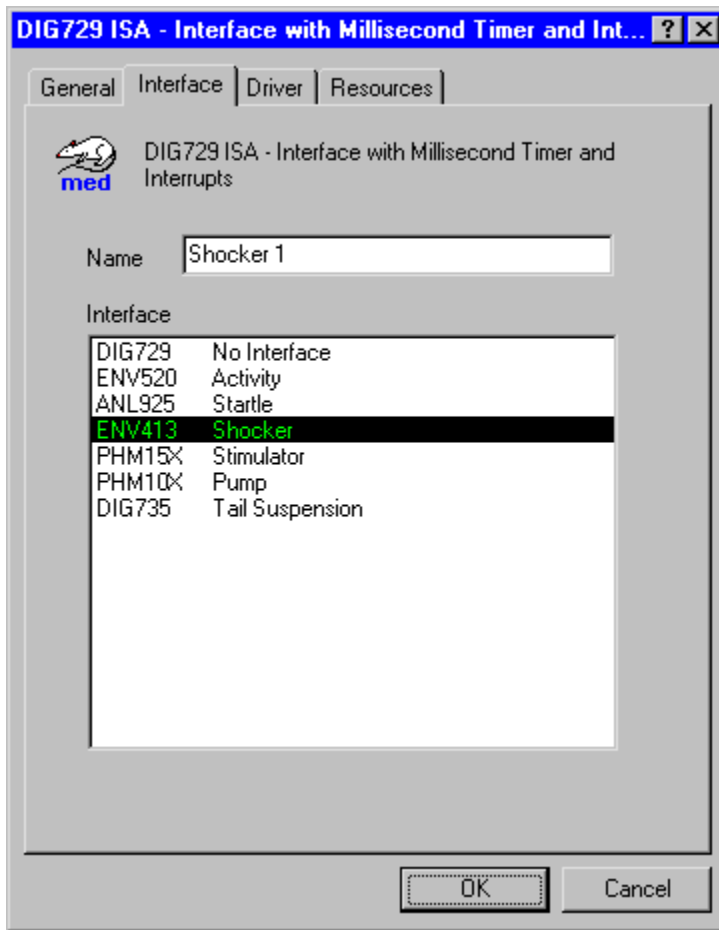 DIG729 ISA - Interface with Millisecond Timer and Int... ? ×
General Interface Driver Resources
med
DIG729 ISA - Interface with Millisecond Timer and
Interrupts
Name Shocker 1
Interface
DIG729 No Interface
ENV520 Activity
ANL925 Startle
ENV413 Shocker
PHM15X Stimulator
PHM10X Pump
DIG735 Tail Suspension
OK Cancel